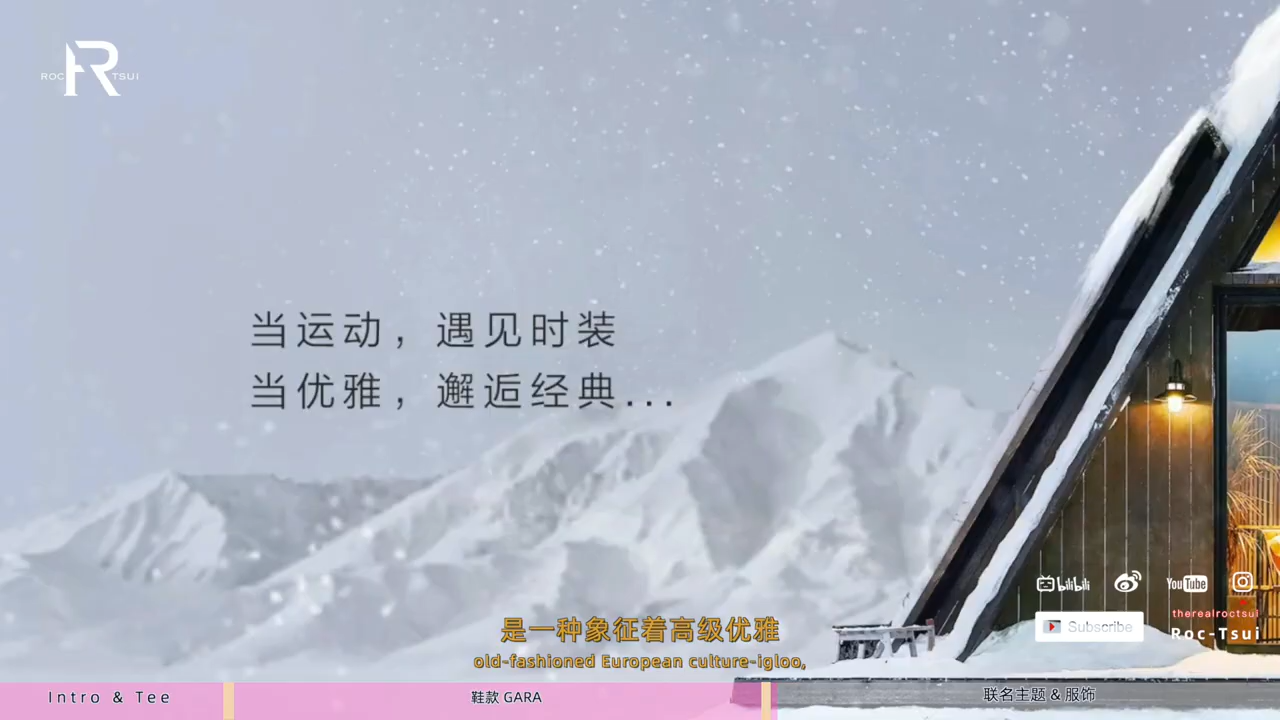 ROC R TSUI
当运动，遇见时装
当优雅，邂逅经典...
bilibili
YouTube
therealroctsui
Subscribe
Roc-Tsui
是一种象征着高级优雅
old-fashioned European culture-igloo,
Intro & Tee
鞋款 GARA
联名主题 & 服饰